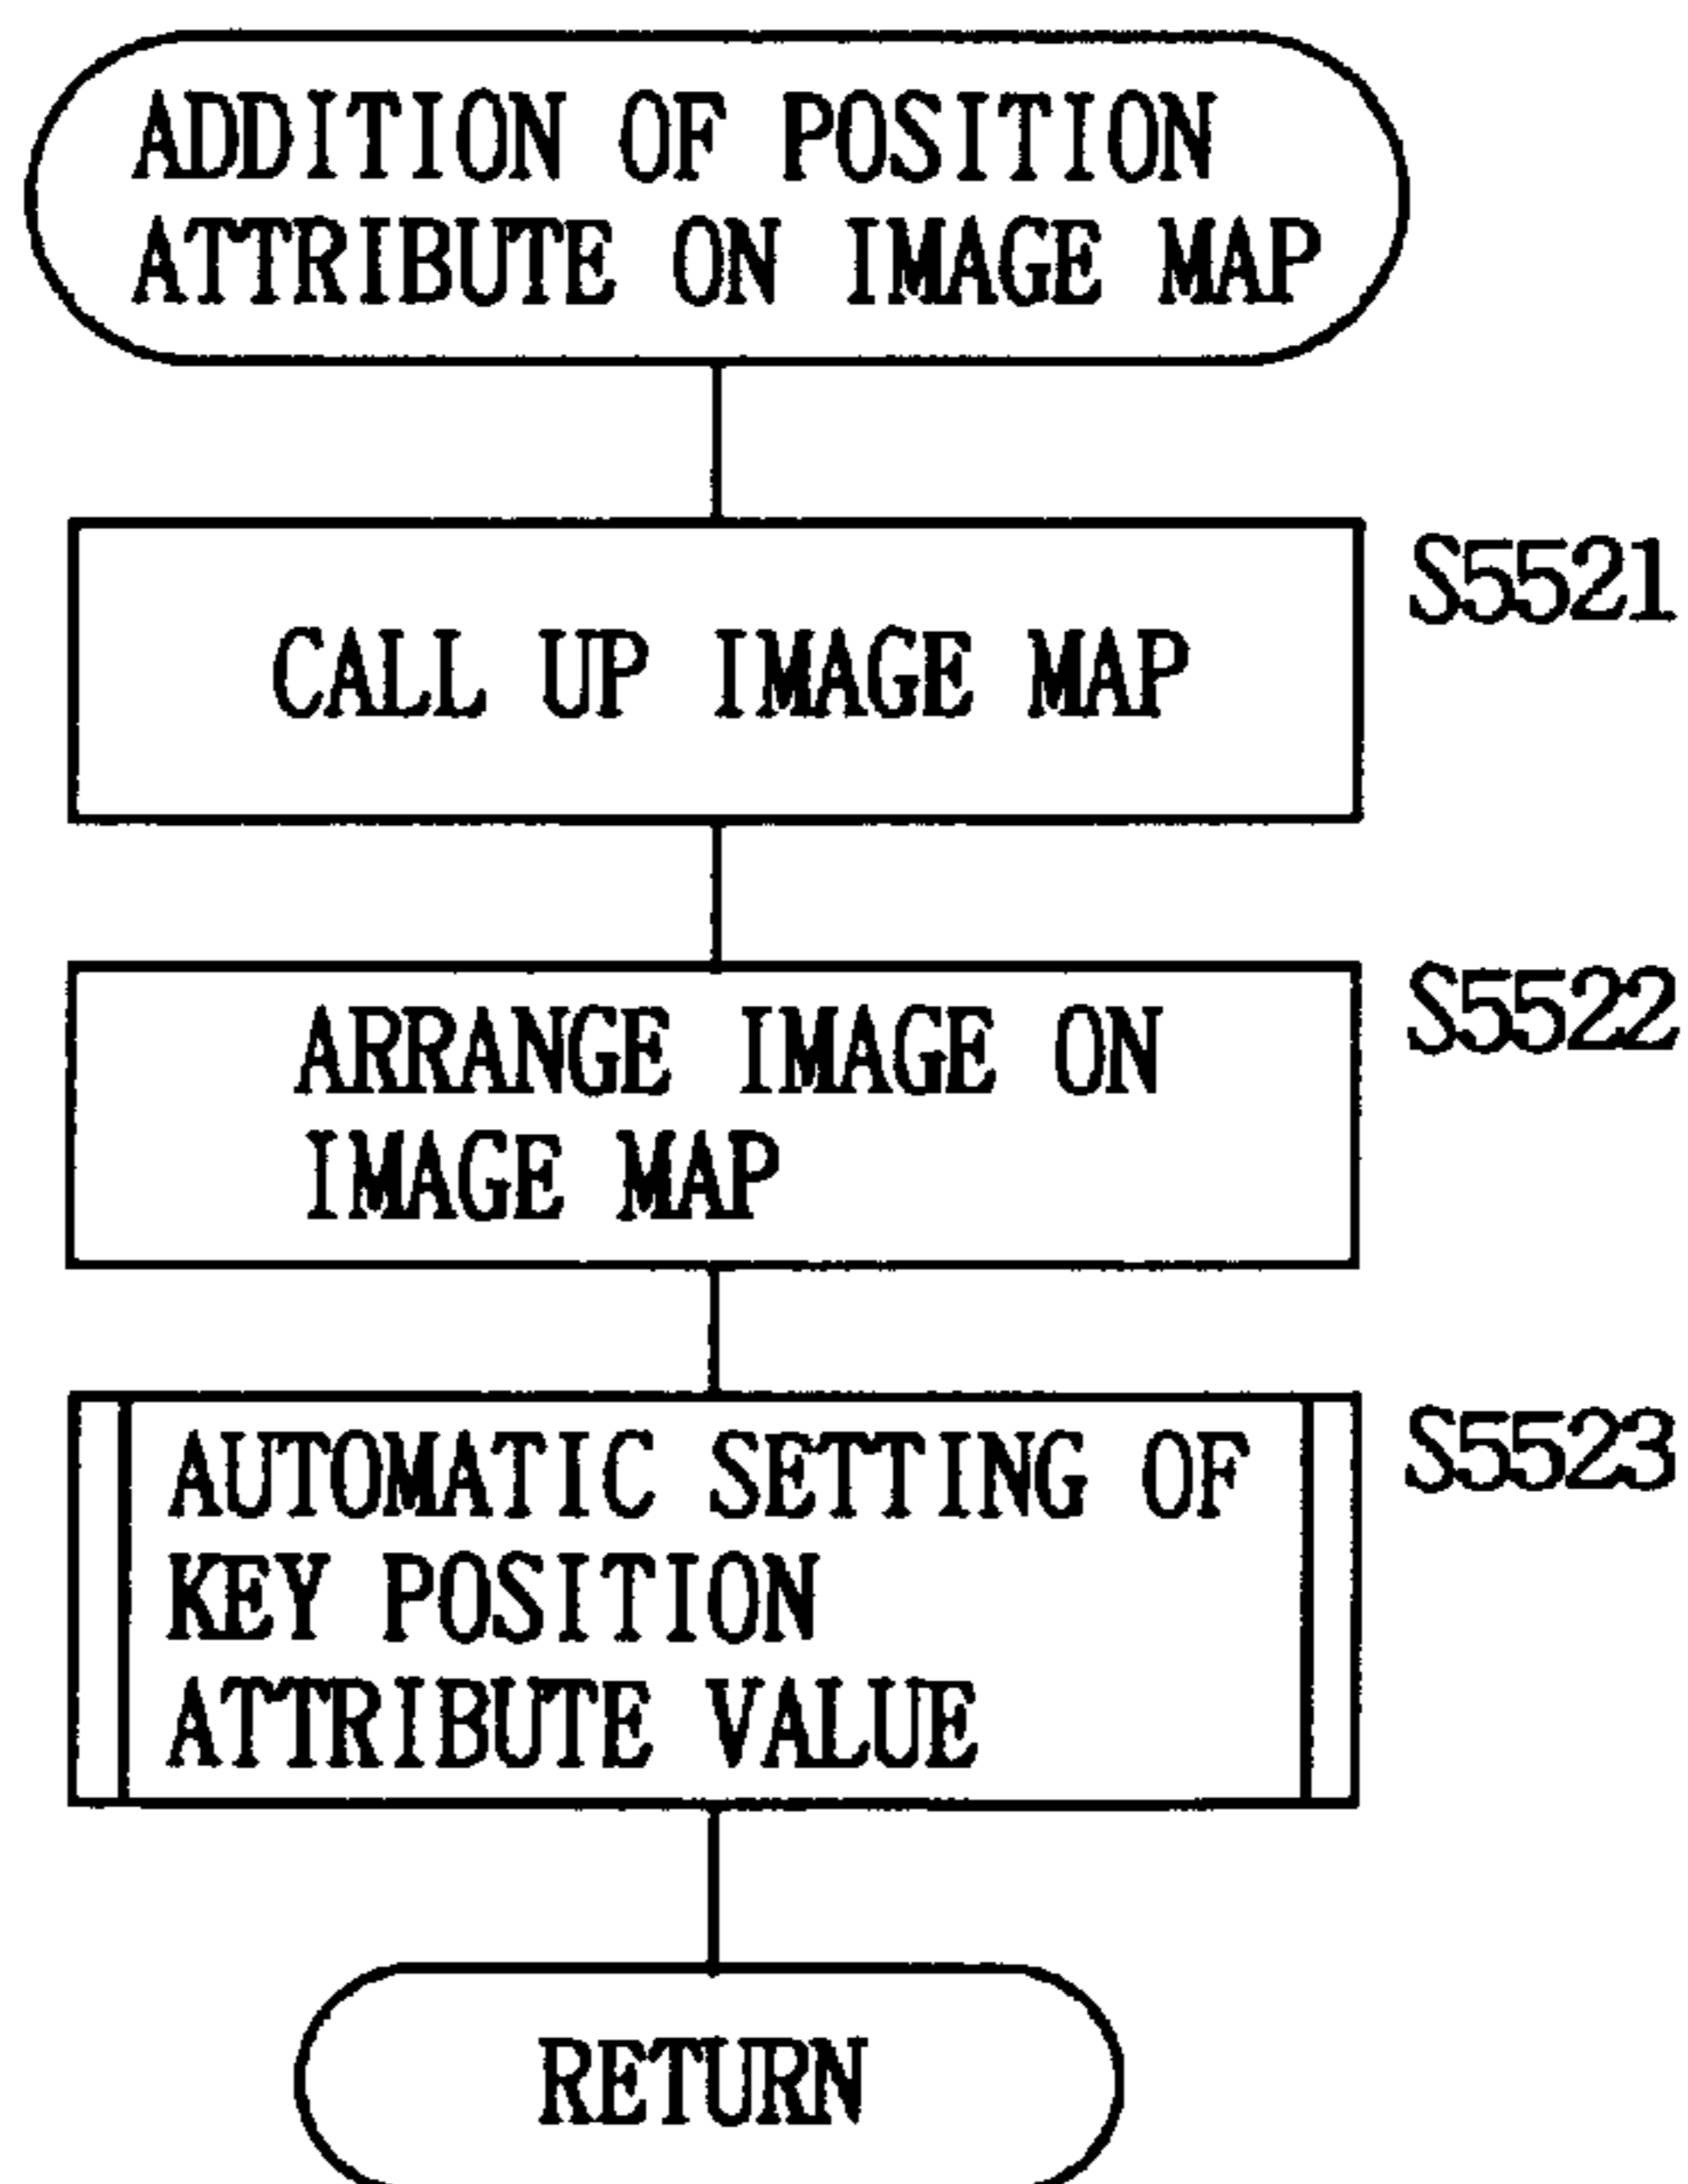 ADDITION OF POSITION
ATTRIBUTE ON IMAGE MAP
S5521
CALL UP IMAGE MAP
S5522
ARRANGE IMAGE ON
IMAGE MAP
S5523
AUTOMATIC SETTING OF
KEY POSITION
ATTRIBUTE VALUE
RETURN